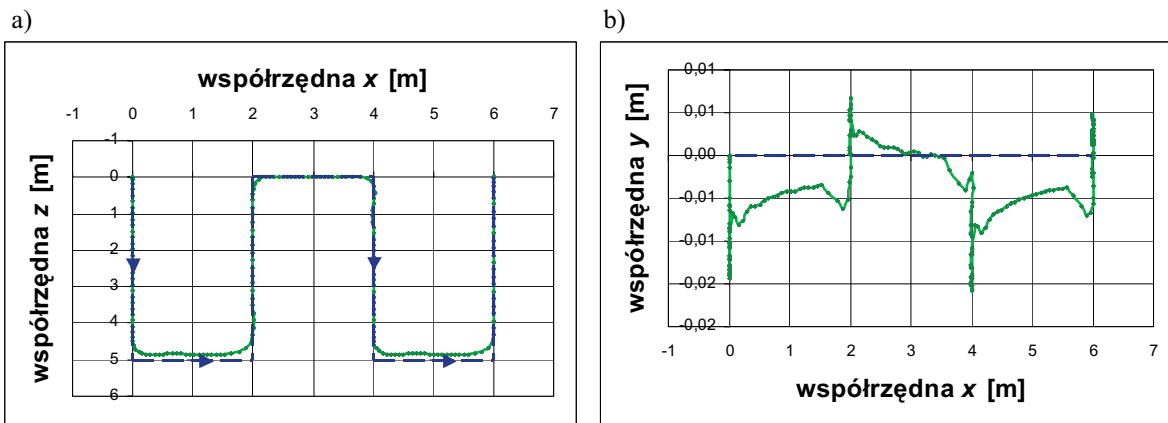 a)
współrzędna x [m]
-1 0 1 2 3 4 5 6 7
współrzędna z [m]
-1
0
1
2
3
4
5
6
b)
współrzędna y [m]
0,01
0,01
0,00
-0,01
-0,01
-0,02
-0,02
-1 0 1 2 3 4 5 6 7
współrzędna x [m]